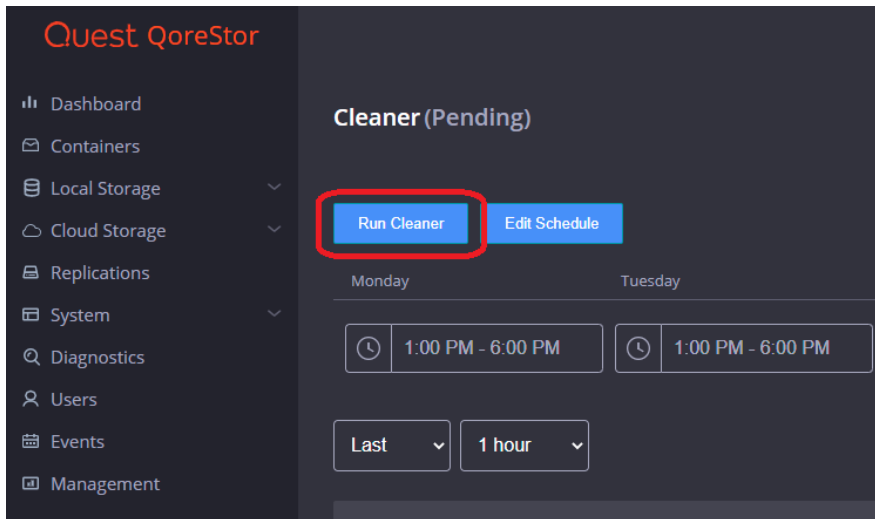 Quest QoreStor
Dashboard
Containers
Local Storage
Cloud Storage
Replications
System
Diagnostics
Users
Events
Management
Cleaner (Pending)
Run Cleaner
Edit Schedule
Monday
Tuesday
1:00 PM - 6:00 PM
1:00 PM - 6:00 PM
Last
1 hour